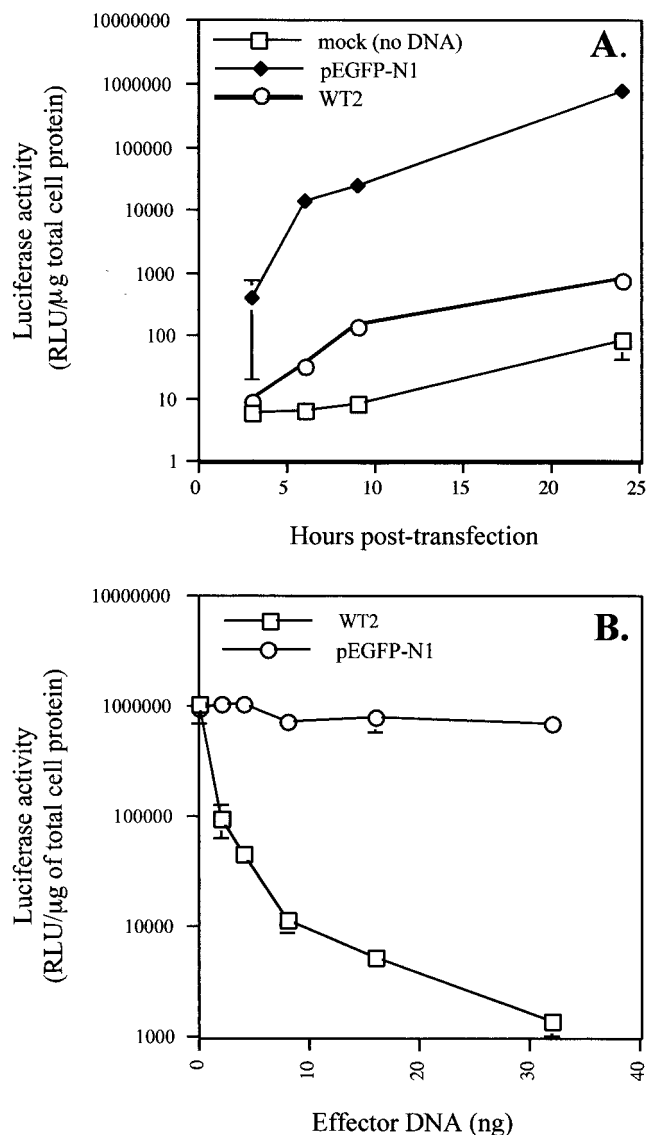 A.
mock (no DNA)
pEGFP-N1
WT2
Luciferase activity
(RLU/μg total cell protein)
10000000
1000000
100000
10000
1000
100
10
1
0 5 10 15 20 25
Hours post-transfection
B.
WT2
pEGFP-N1
Luciferase activity
(RLU/μg of total cell protein)
10000000
1000000
100000
10000
1000
0 10 20 30 40
Effector DNA (ng)